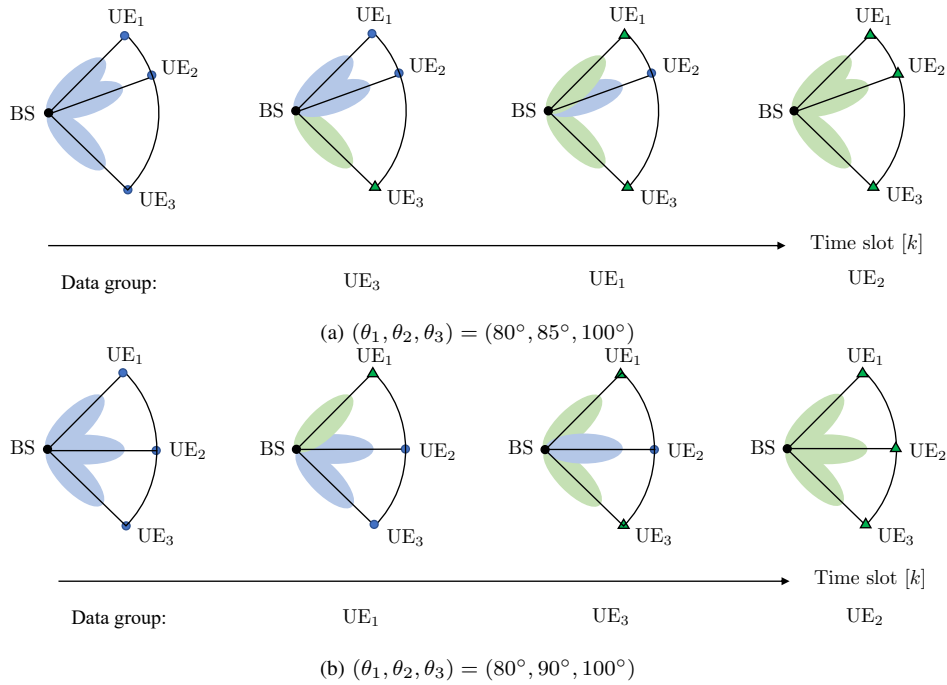 UE₁
UE₂
BS
UE₃
UE₁
UE₂
BS
UE₃
UE₁
UE₂
BS
UE₃
UE₁
UE₂
BS
UE₃
Time slot [k]
Data group: UE₃ UE₁ UE₂
(a) (θ₁, θ₂, θ₃) = (80°, 85°, 100°)
UE₁
BS
UE₂
UE₃
UE₁
BS
UE₂
UE₃
UE₁
BS
UE₂
UE₃
UE₁
BS
UE₂
UE₃
Time slot [k]
Data group: UE₁ UE₃ UE₂
(b) (θ₁, θ₂, θ₃) = (80°, 90°, 100°)